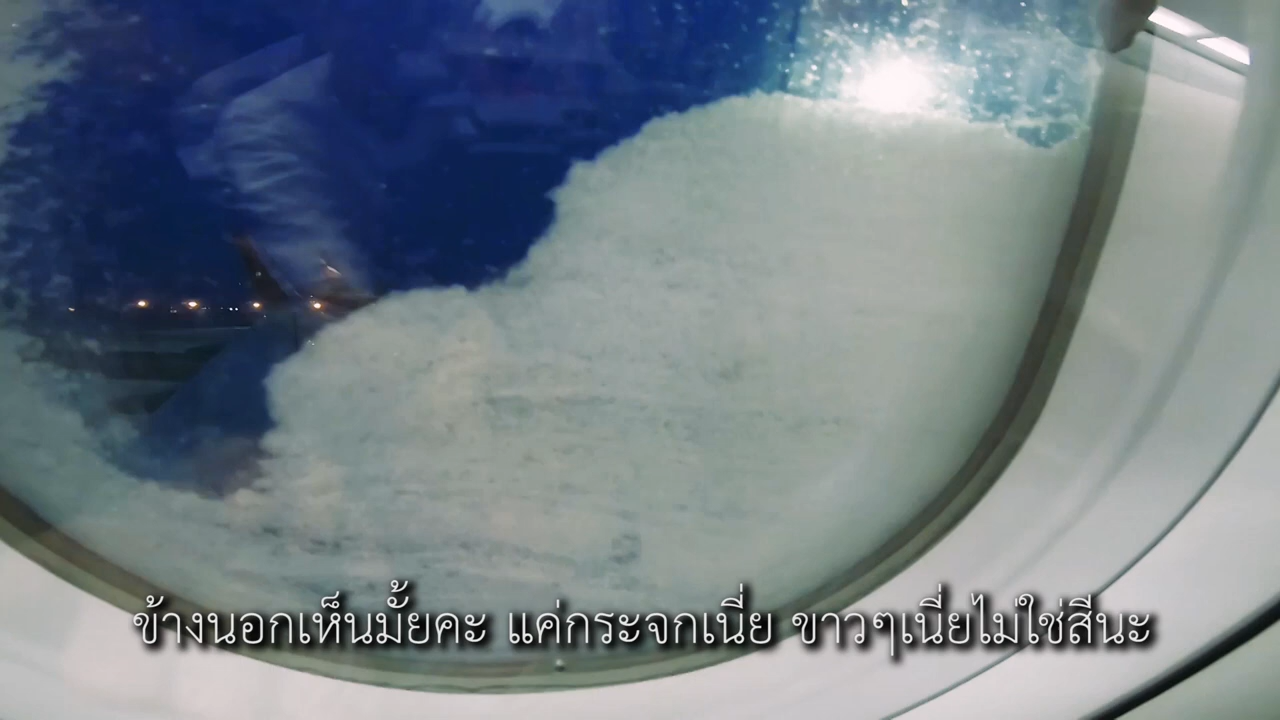 ข้างนอกเห็นมั้ยคะ แค่กระจกเนี่ย ขาวๆเนี่ยไม่ใช่สีนะ